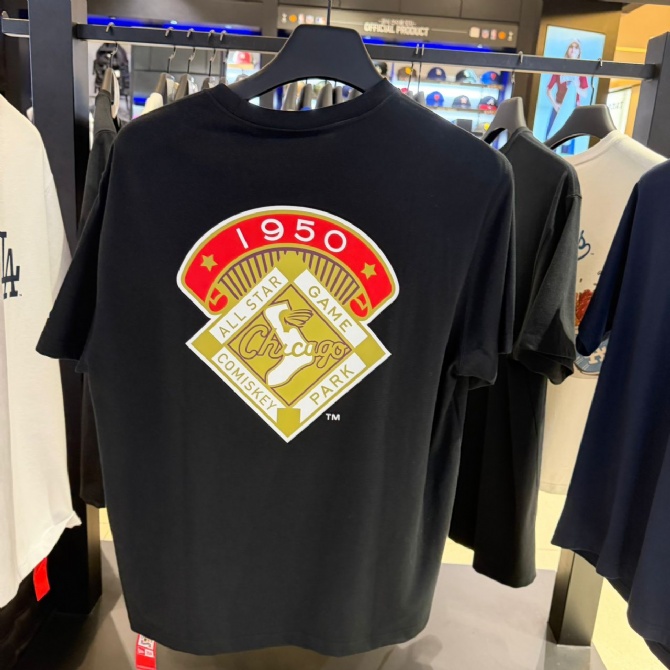 OFFICIAL PRODUCT
1950
ALL STAR
GAME
Chicago
COMISKEY
PARK
TM
LA